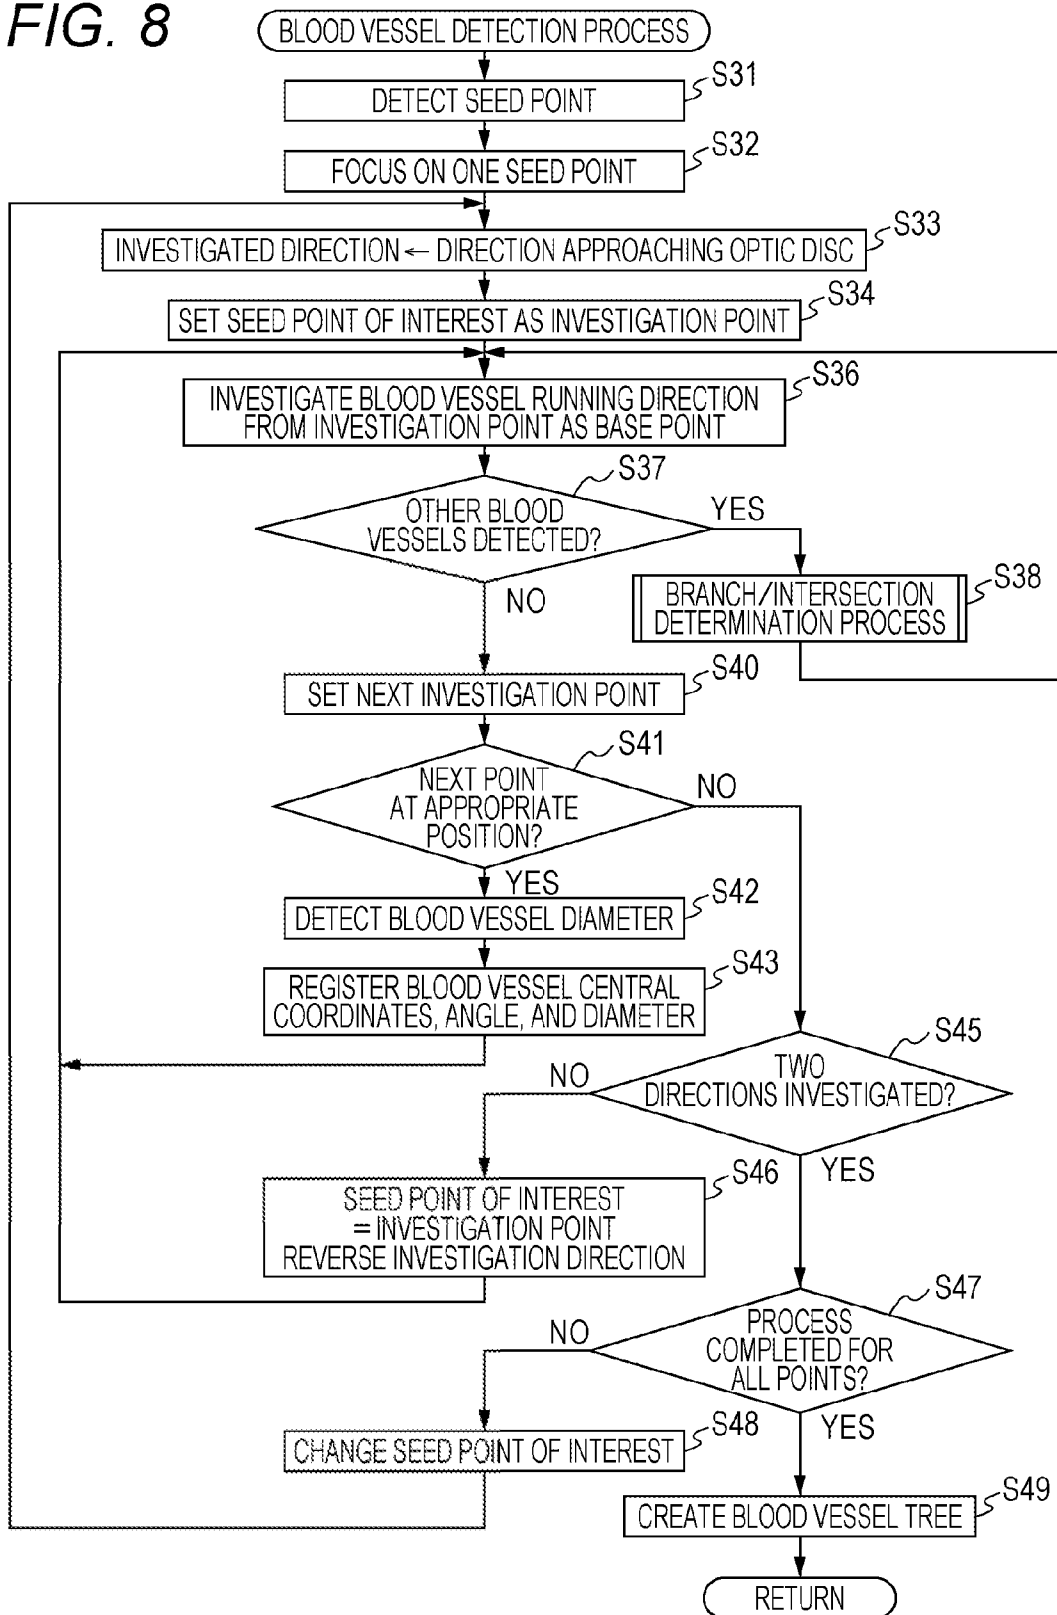 FIG. 8
BLOOD VESSEL DETECTION PROCESS
S31
DETECT SEED POINT
S32
FOCUS ON ONE SEED POINT
S33
INVESTIGATED DIRECTION ← DIRECTION APPROACHING OPTIC DISC
S34
SET SEED POINT OF INTEREST AS INVESTIGATION POINT
S36
INVESTIGATE BLOOD VESSEL RUNNING DIRECTION
FROM INVESTIGATION POINT AS BASE POINT
S37
OTHER BLOOD
VESSELS DETECTED?
YES
NO
S38
BRANCH/INTERSECTION
DETERMINATION PROCESS
S40
SET NEXT INVESTIGATION POINT
S41
NEXT POINT
AT APPROPRIATE
POSITION?
NO
YES
S42
DETECT BLOOD VESSEL DIAMETER
S43
REGISTER BLOOD VESSEL CENTRAL
COORDINATES, ANGLE, AND DIAMETER
S45
TWO
DIRECTIONS INVESTIGATED?
NO
YES
S46
SEED POINT OF INTEREST
= INVESTIGATION POINT
REVERSE INVESTIGATION DIRECTION
S47
PROCESS
COMPLETED FOR
ALL POINTS?
NO
YES
S48
CHANGE SEED POINT OF INTEREST
S49
CREATE BLOOD VESSEL TREE
RETURN